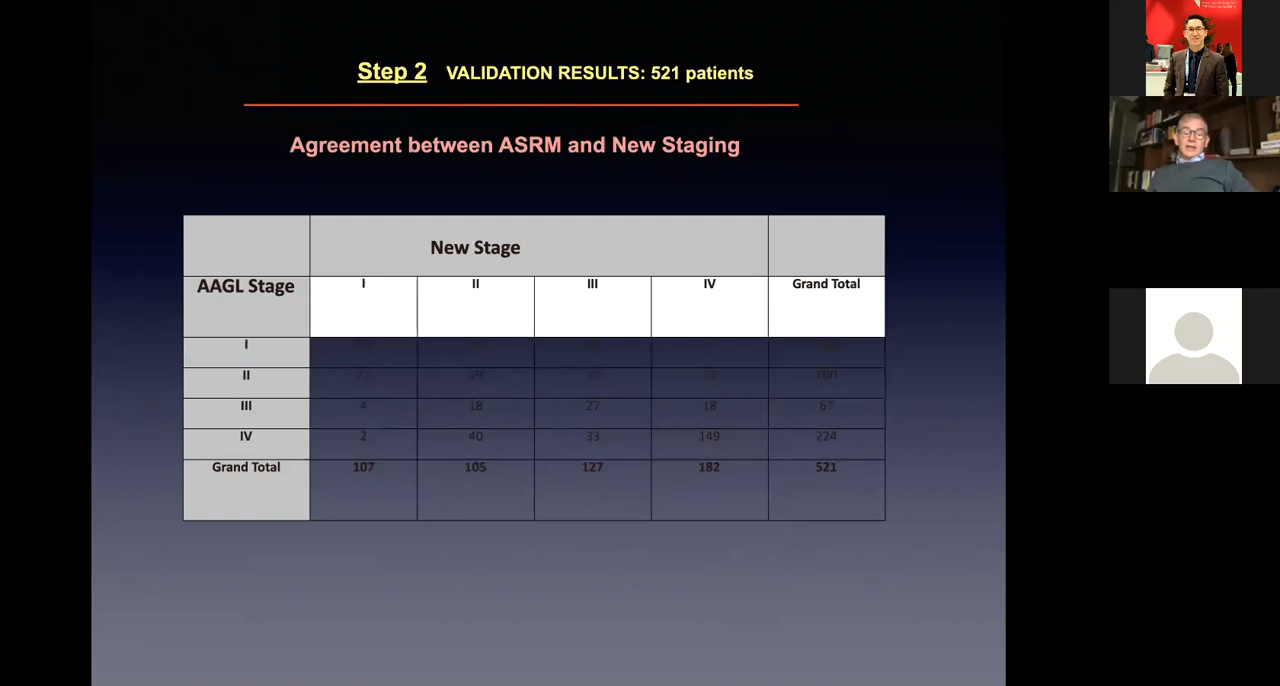 Step 2 VALIDATION RESULTS: 521 patients
Agreement between ASRM and New Staging
New Stage
AAGL Stage I II III IV Grand Total
I
II 29 100
III 4 18 27 18 67
IV 2 40 33 149 224
Grand Total 107 105 127 182 521